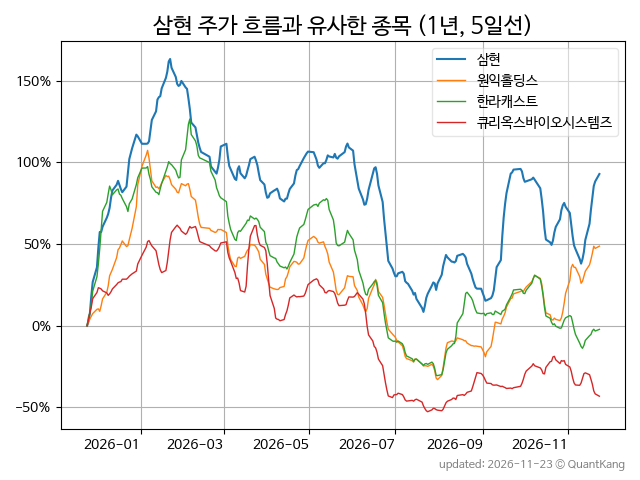 삼현 주가 흐름과 유사한 종목 (1년, 5일선)
삼현
원익홀딩스
한라캐스트
큐리옥스바이오시스템즈
150%
100%
50%
0%
−50%
2026-01
2026-03
2026-05
2026-07
2026-09
2026-11
updated: 2026-11-23 ⓒ QuantKang